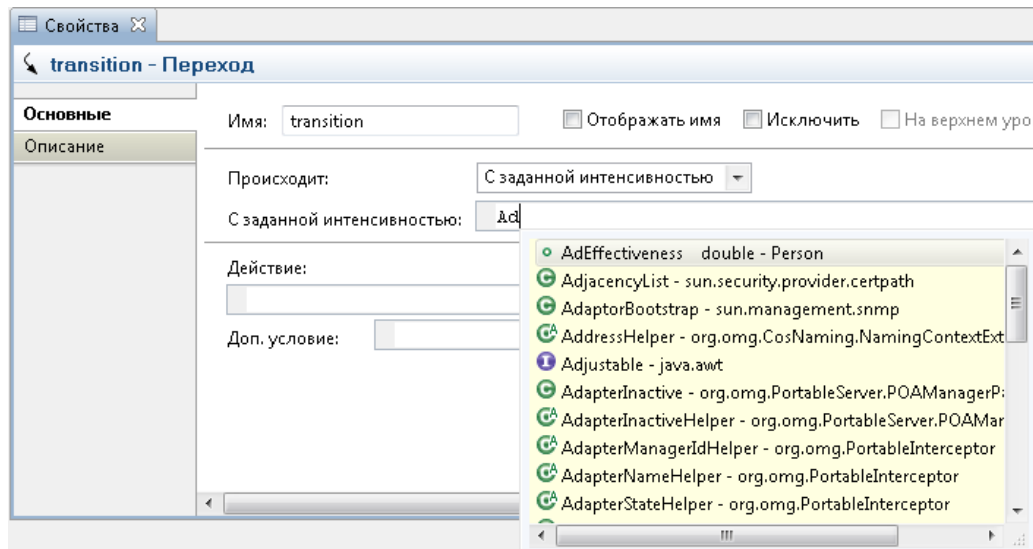 Свойства
transition - Переход
Основные
Описание
Имя: transition Отображать имя Исключить На верхнем уро
Происходит: С заданной интенсивностью
С заданной интенсивностью: Ad
Действие:
Доп. условие:
AdEffectiveness double - Person
AdjacencyList - sun.security.provider.certpath
AdaptorBootstrap - sun.management.snmp
AddressHelper - org.omg.CosNaming.NamingContextExt
Adjustable - java.awt
AdapterInactive - org.omg.PortableServer.POAManagerPa
AdapterInactiveHelper - org.omg.PortableServer.POAMar
AdapterManagerIdHelper - org.omg.PortableInterceptor
AdapterNameHelper - org.omg.PortableInterceptor
AdapterStateHelper - org.omg.PortableInterceptor